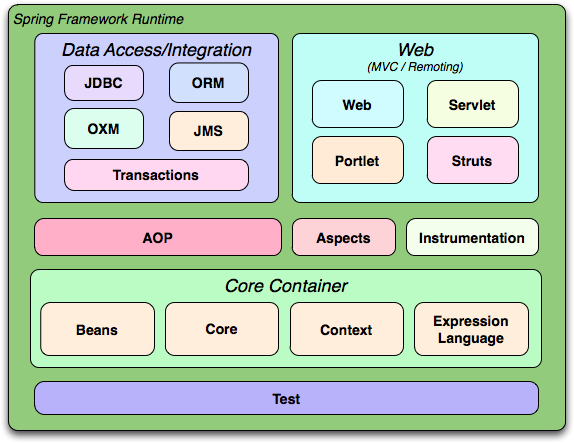 Spring Framework Runtime
Data Access/Integration
JDBC
ORM
OXM
JMS
Transactions
Web
(MVC / Remoting)
Web
Servlet
Portlet
Struts
AOP
Aspects
Instrumentation
Core Container
Beans
Core
Context
Expression
Language
Test